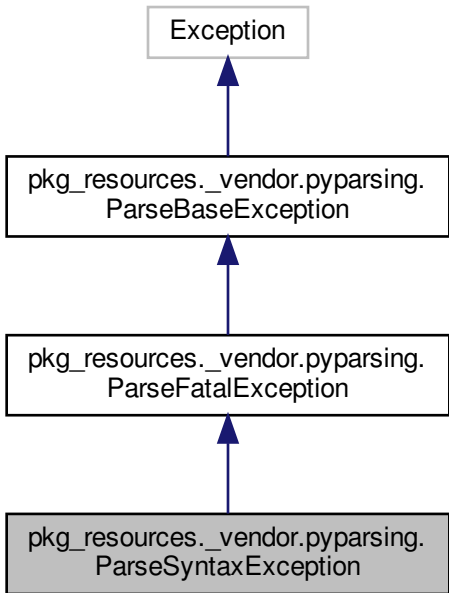 Exception
pkg_resources._vendor.pyparsing.
ParseBaseException
pkg_resources._vendor.pyparsing.
ParseFatalException
pkg_resources._vendor.pyparsing.
ParseSyntaxException